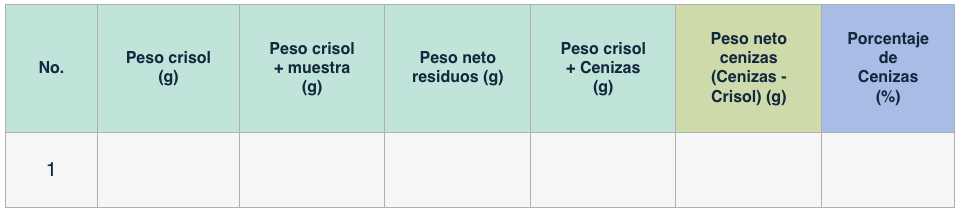 No.
Peso crisol
(g)
Peso crisol
+ muestra
(g)
Peso neto
residuos (g)
Peso crisol
+ Cenizas
(g)
Peso neto
cenizas
(Cenizas -
Crisol) (g)
Porcentaje
de
Cenizas
(%)
1